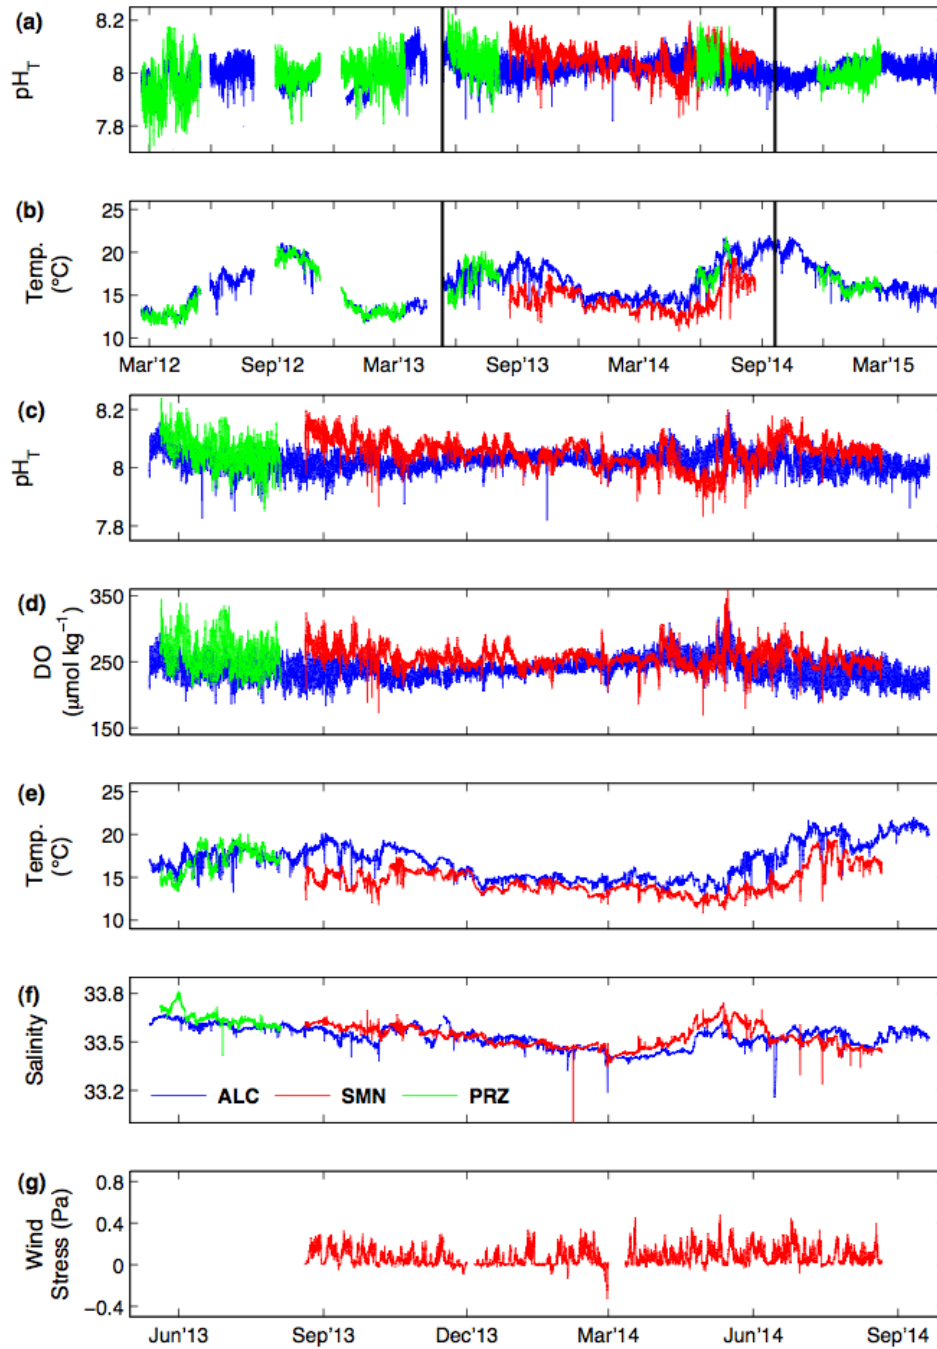 (a)
pH_T
8.2
8
7.8
(b)
Temp.
(°C)
25
20
15
10
Mar'12 Sep'12 Mar'13 Sep'13 Mar'14 Sep'14 Mar'15
(c)
pH_T
8.2
8
7.8
(d)
DO
(μmol kg⁻¹)
350
250
150
(e)
Temp.
(°C)
25
20
15
10
(f)
Salinity
33.8
33.5
33.2
ALC SMN PRZ
(g)
Wind
Stress (Pa)
0.8
0.4
0
−0.4
Jun'13 Sep'13 Dec'13 Mar'14 Jun'14 Sep'14